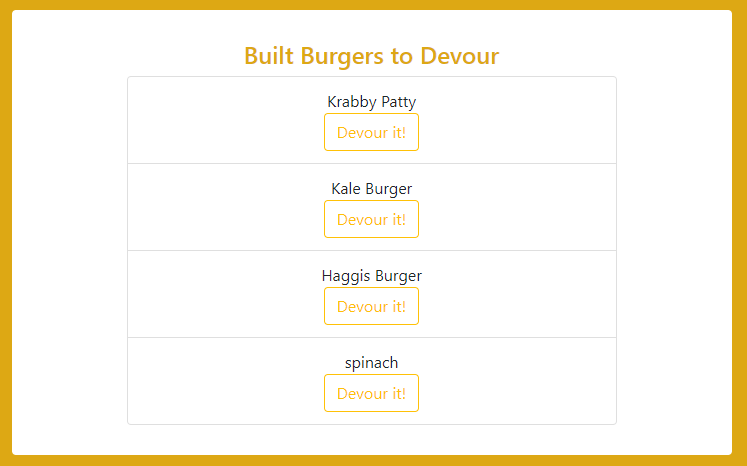 Built Burgers to Devour
Krabby Patty
Devour it!
Kale Burger
Devour it!
Haggis Burger
Devour it!
spinach
Devour it!